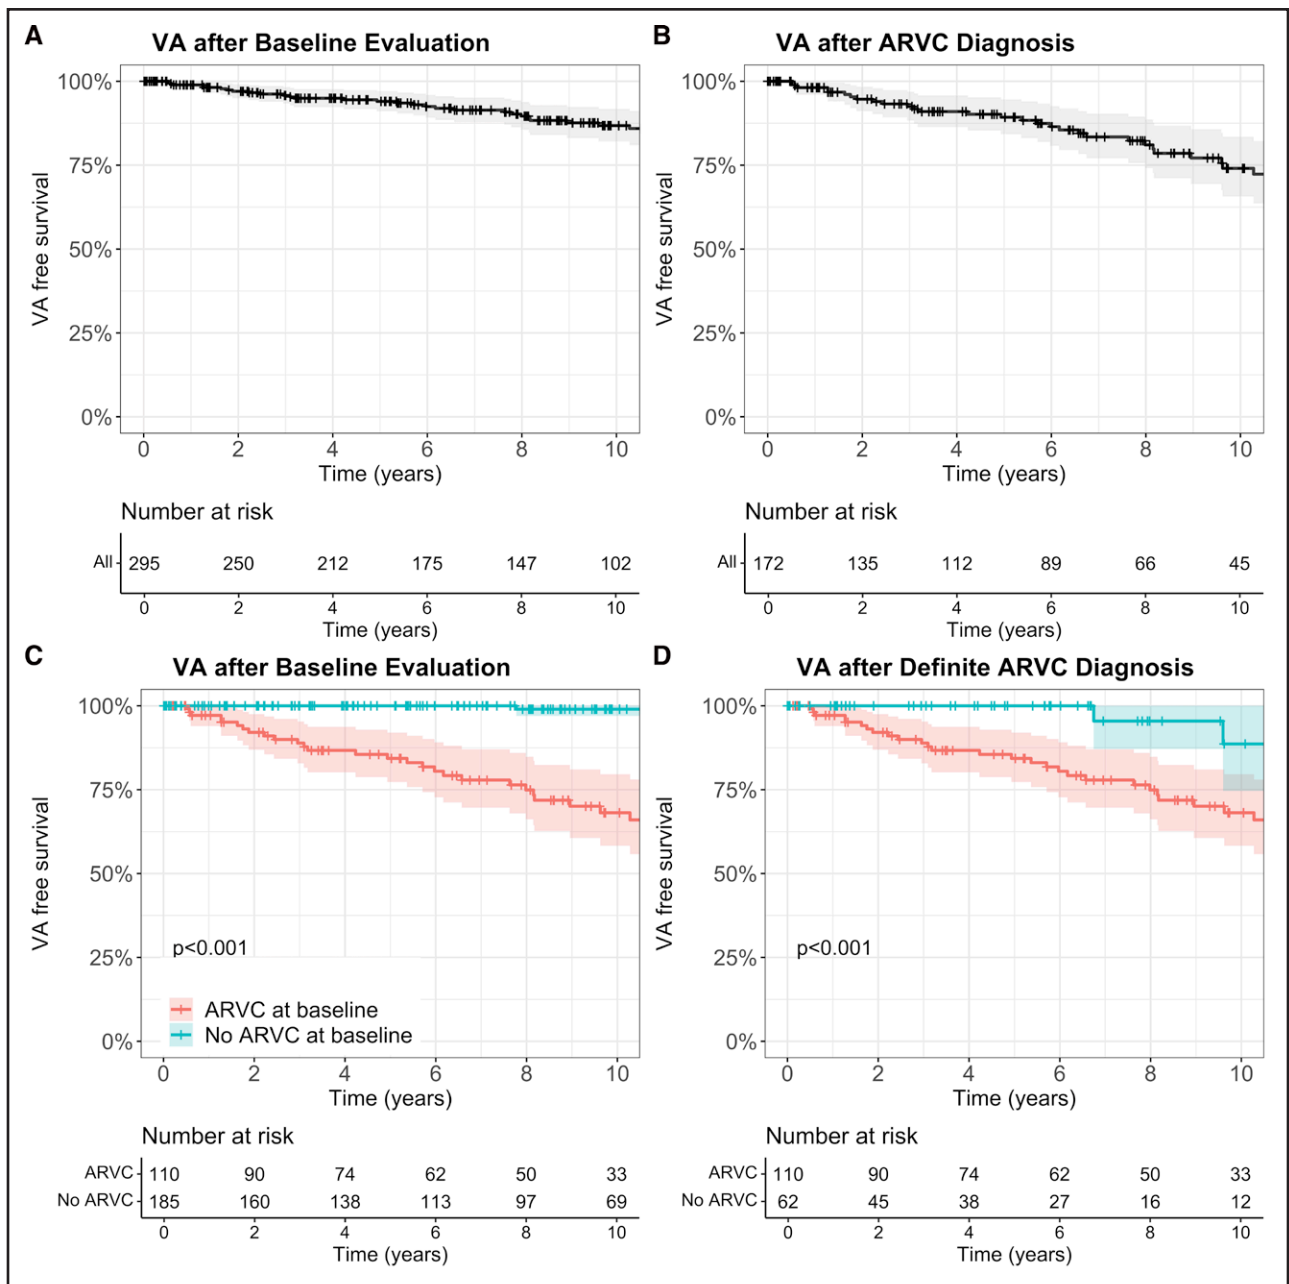 A
VA after Baseline Evaluation
100%
75%
50%
25%
0%
VA free survival
0 2 4 6 8 10
Time (years)
Number at risk
All 295 250 212 175 147 102
0 2 4 6 8 10
Time (years)
B
VA after ARVC Diagnosis
100%
75%
50%
25%
0%
VA free survival
0 2 4 6 8 10
Time (years)
Number at risk
All 172 135 112 89 66 45
0 2 4 6 8 10
Time (years)
C
VA after Baseline Evaluation
100%
75%
50%
25%
0%
VA free survival
p<0.001
ARVC at baseline
No ARVC at baseline
0 2 4 6 8 10
Time (years)
Number at risk
ARVC 110 90 74 62 50 33
No ARVC 185 160 138 113 97 69
0 2 4 6 8 10
Time (years)
D
VA after Definite ARVC Diagnosis
100%
75%
50%
25%
0%
VA free survival
p<0.001
0 2 4 6 8 10
Time (years)
Number at risk
ARVC 110 90 74 62 50 33
No ARVC 62 45 38 27 16 12
0 2 4 6 8 10
Time (years)